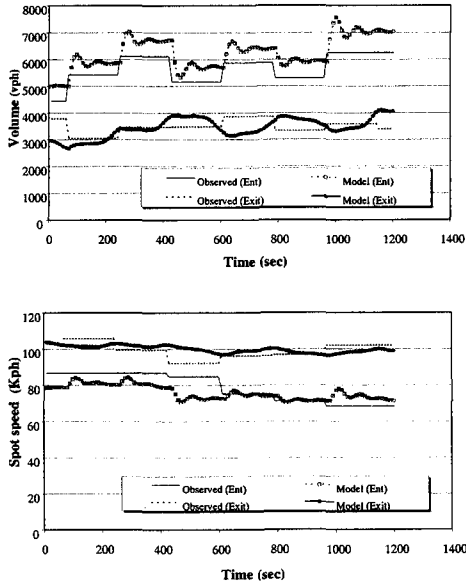 8000
7000
6000
5000
4000
3000
2000
1000
0
Volume (vph)
Observed (Ent)
Model (Ent)
Observed (Exit)
Model (Exit)
0 200 400 600 800 1000 1200 1400
Time (sec)
120
100
80
60
40
20
0
Spot speed (Kph)
Observed (Ent)
Model (Ent)
Observed (Exit)
Model (Exit)
0 200 400 600 800 1000 1200 1400
Time (sec)